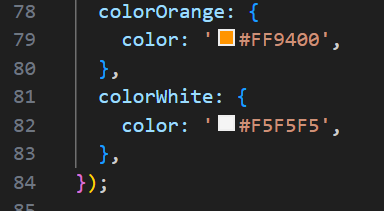 78 colorOrange: {
79 color: '#FF9400',
80 },
81 colorWhite: {
82 color: '#F5F5F5',
83 },
84 });
85